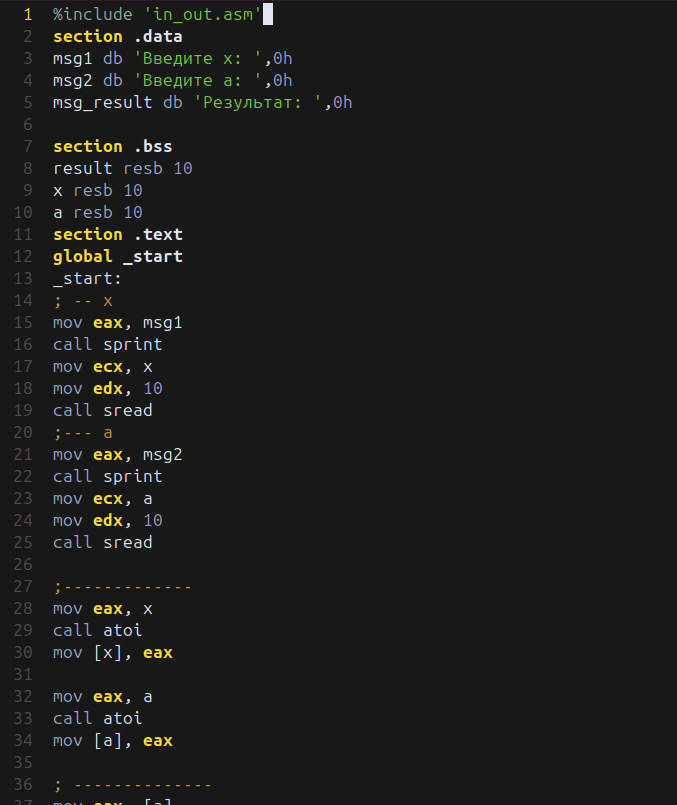 1 %include 'in_out.asm'
2 section .data
3 msg1 db 'Введите x: ',0h
4 msg2 db 'Введите a: ',0h
5 msg_result db 'Результат: ',0h
6
7 section .bss
8 result resb 10
9 x resb 10
10 a resb 10
11 section .text
12 global _start
13 _start:
14 ; -- x
15 mov eax, msg1
16 call sprint
17 mov ecx, x
18 mov edx, 10
19 call sread
20 ;--- a
21 mov eax, msg2
22 call sprint
23 mov ecx, a
24 mov edx, 10
25 call sread
26
27 ;-------------
28 mov eax, x
29 call atoi
30 mov [x], eax
31
32 mov eax, a
33 call atoi
34 mov [a], eax
35
36 ; --------------
37 mov eax, [a]